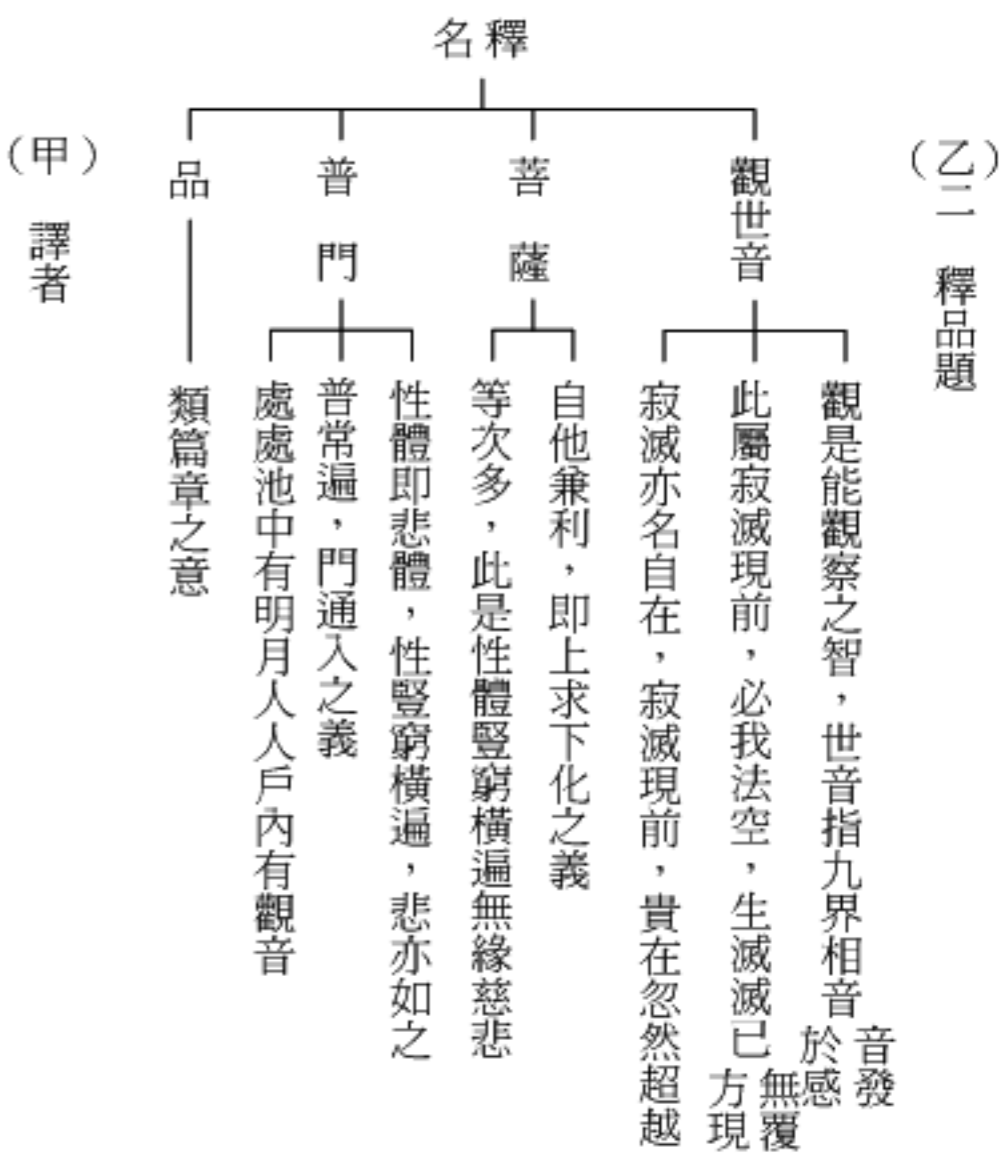 （乙二）　釋品題
釋名
觀世音
觀是能觀察之智，世音指九界相音
音發
於感
此屬寂滅現前，必我法空，生滅滅已
無覆
方現
寂滅亦名自在，寂滅現前，貴在忽然超越
菩薩
自他兼利，即上求下化之義
等次多，此是性體豎窮橫遍無緣慈悲
普門
性體即悲體，性豎窮橫遍，悲亦如之
普常遍，門通入之義
處處池中有明月人人戶內有觀音
品
類篇章之意
（甲）　譯者